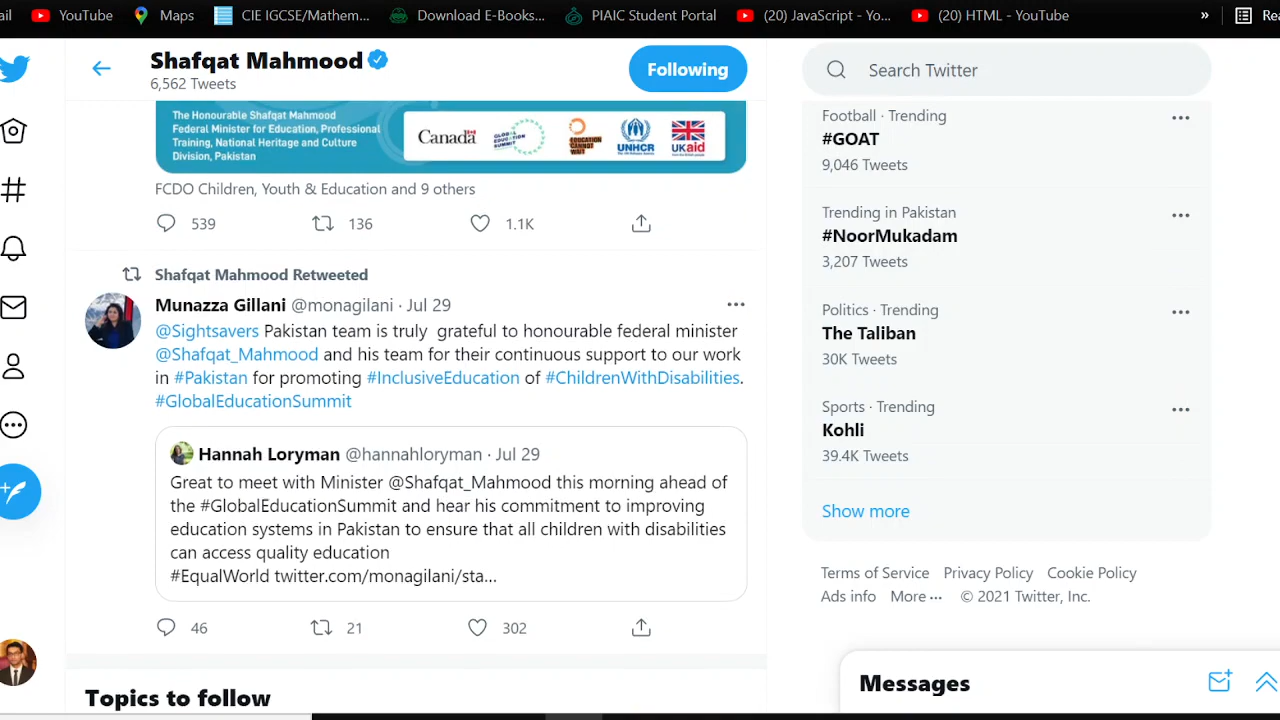 ail
YouTube
Maps
CIE IGCSE/Mathem...
Download E-Books...
PIAIC Student Portal
(20) JavaScript - Yo...
(20) HTML - YouTube
»
Rea
Shafqat Mahmood
6,562 Tweets
Following
The Honourable Shafqat Mahmood
Federal Minister for Education, Professional
Training, National Heritage and Culture
Division, Pakistan
Canada
GLOBAL EDUCATION SUMMIT
EDUCATION CANNOT WAIT
UNHCR
UKaid
FCDO Children, Youth & Education and 9 others
539
136
1.1K
Shafqat Mahmood Retweeted
Munazza Gillani @monagilani · Jul 29
@Sightsavers Pakistan team is truly grateful to honourable federal minister
@Shafqat_Mahmood and his team for their continuous support to our work
in #Pakistan for promoting #InclusiveEducation of #ChildrenWithDisabilities.
#GlobalEducationSummit
Hannah Loryman @hannahloryman · Jul 29
Great to meet with Minister @Shafqat_Mahmood this morning ahead of
the #GlobalEducationSummit and hear his commitment to improving
education systems in Pakistan to ensure that all children with disabilities
can access quality education
#EqualWorld twitter.com/monagilani/sta...
46
21
302
Topics to follow
Search Twitter
Football · Trending
#GOAT
9,046 Tweets
Trending in Pakistan
#NoorMukadam
3,207 Tweets
Politics · Trending
The Taliban
30K Tweets
Sports · Trending
Kohli
39.4K Tweets
Show more
Terms of Service Privacy Policy Cookie Policy
Ads info More ··· © 2021 Twitter, Inc.
Messages